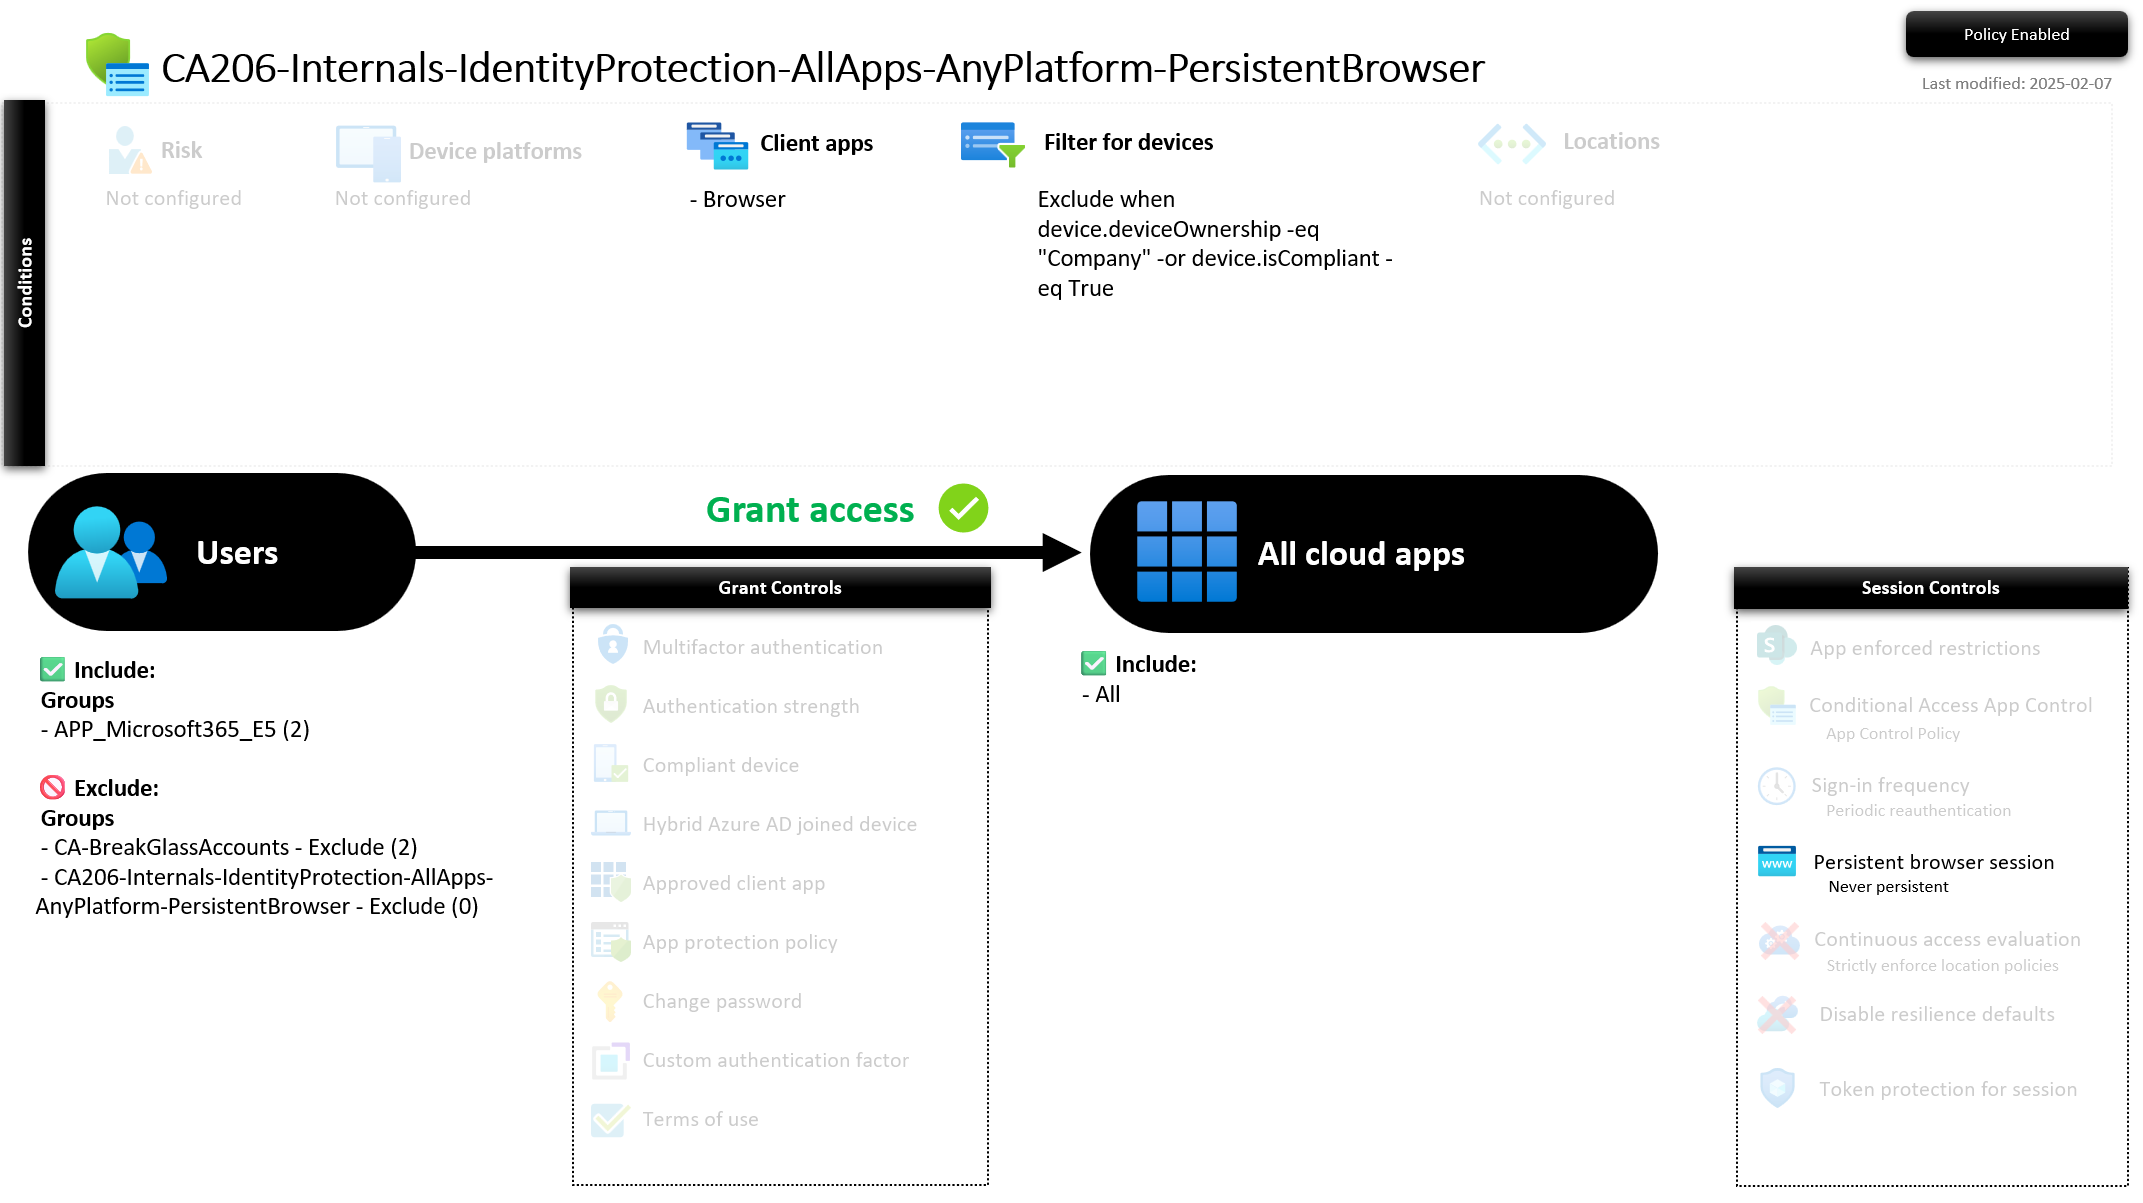 CA206-Internals-IdentityProtection-AllApps-AnyPlatform-PersistentBrowser
Policy Enabled
Last modified: 2025-02-07
Conditions
Risk
Not configured
Device platforms
Not configured
Client apps
- Browser
Filter for devices
Exclude when
device.deviceOwnership -eq
"Company" -or device.isCompliant -
eq True
Locations
Not configured
Users
Grant access
All cloud apps
Include:
Groups
- APP_Microsoft365_E5 (2)
Exclude:
Groups
- CA-BreakGlassAccounts - Exclude (2)
- CA206-Internals-IdentityProtection-AllApps-
AnyPlatform-PersistentBrowser - Exclude (0)
Grant Controls
Multifactor authentication
Authentication strength
Compliant device
Hybrid Azure AD joined device
Approved client app
App protection policy
Change password
Custom authentication factor
Terms of use
Include:
- All
Session Controls
S
App enforced restrictions
Conditional Access App Control
App Control Policy
Sign-in frequency
Periodic reauthentication
www
Persistent browser session
Never persistent
Continuous access evaluation
Strictly enforce location policies
Disable resilience defaults
Token protection for session